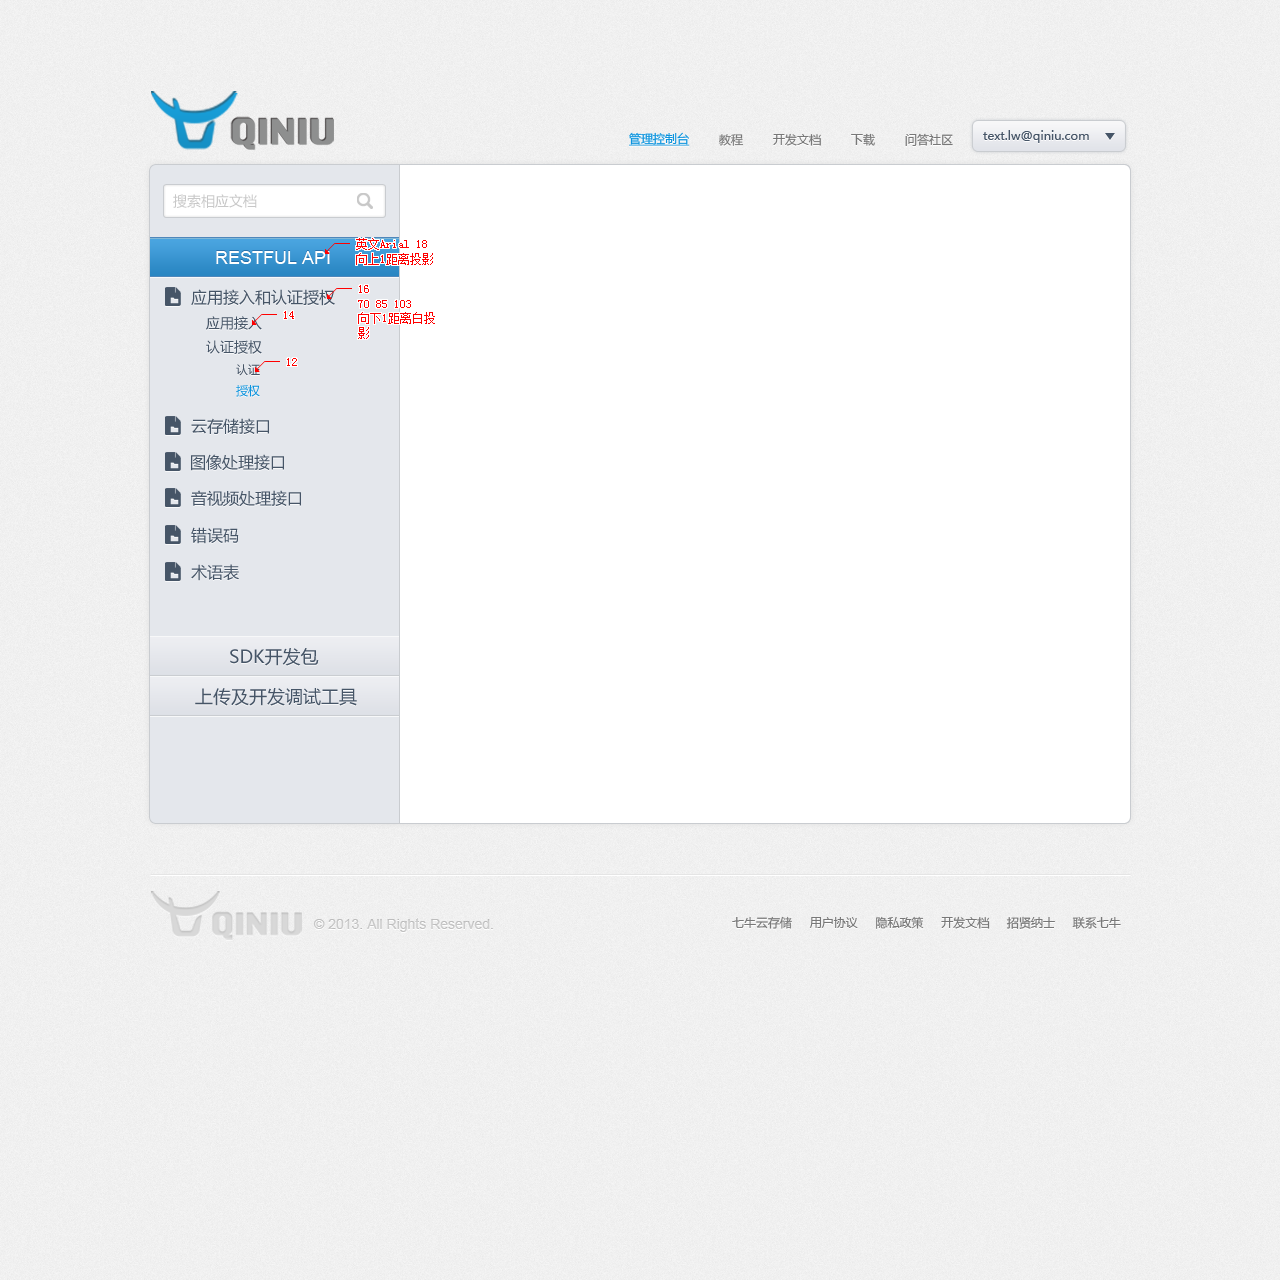 QINIU
管理控制台 教程 开发文档 下载 问答社区 text.lw@qiniu.com
搜索相应文档
RESTFUL API
英文Arial 18
向上1距离投影
应用接入和认证授权
16
70 85 103
向下1距离白投
影
应用接入
14
认证授权
认证
12
授权
云存储接口
图像处理接口
音视频处理接口
错误码
术语表
SDK开发包
上传及开发调试工具
QINIU © 2013. All Rights Reserved.
七牛云存储 用户协议 隐私政策 开发文档 招贤纳士 联系七牛